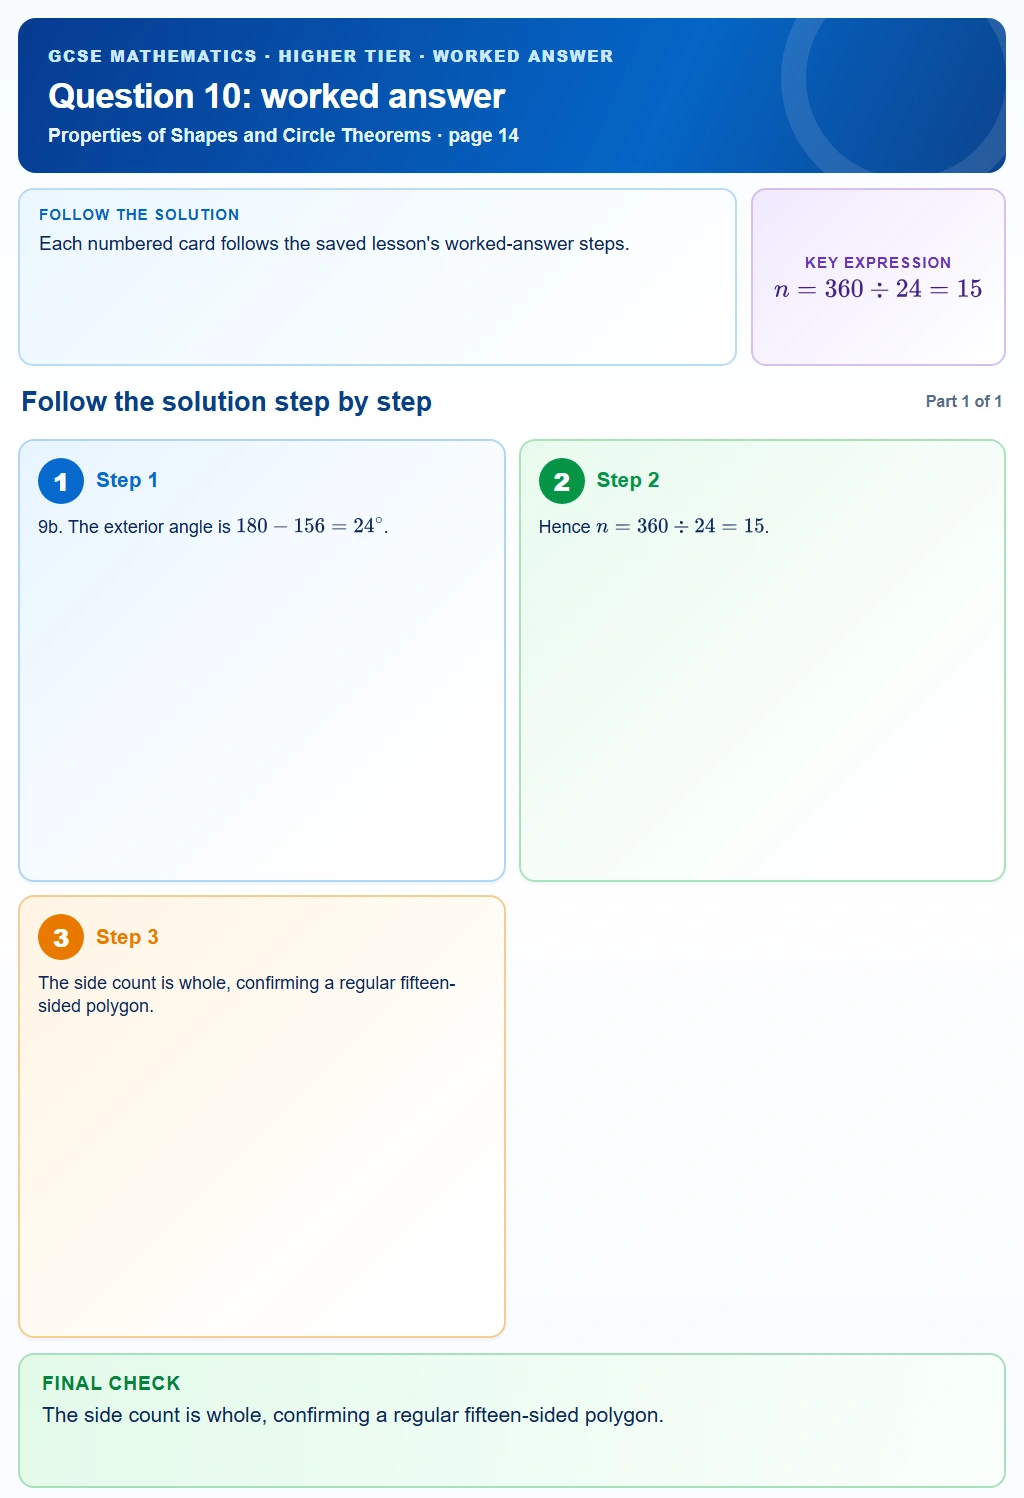 GCSE MATHEMATICS · HIGHER TIER · WORKED ANSWER
Question 10: worked answer
Properties of Shapes and Circle Theorems · page 14
FOLLOW THE SOLUTION
Each numbered card follows the saved lesson's worked-answer steps.
KEY EXPRESSION
n = 360 ÷ 24 = 15
Follow the solution step by step
Part 1 of 1
1 Step 1
9b. The exterior angle is 180 − 156 = 24°.
2 Step 2
Hence n = 360 ÷ 24 = 15.
3 Step 3
The side count is whole, confirming a regular fifteen-
sided polygon.
FINAL CHECK
The side count is whole, confirming a regular fifteen-sided polygon.